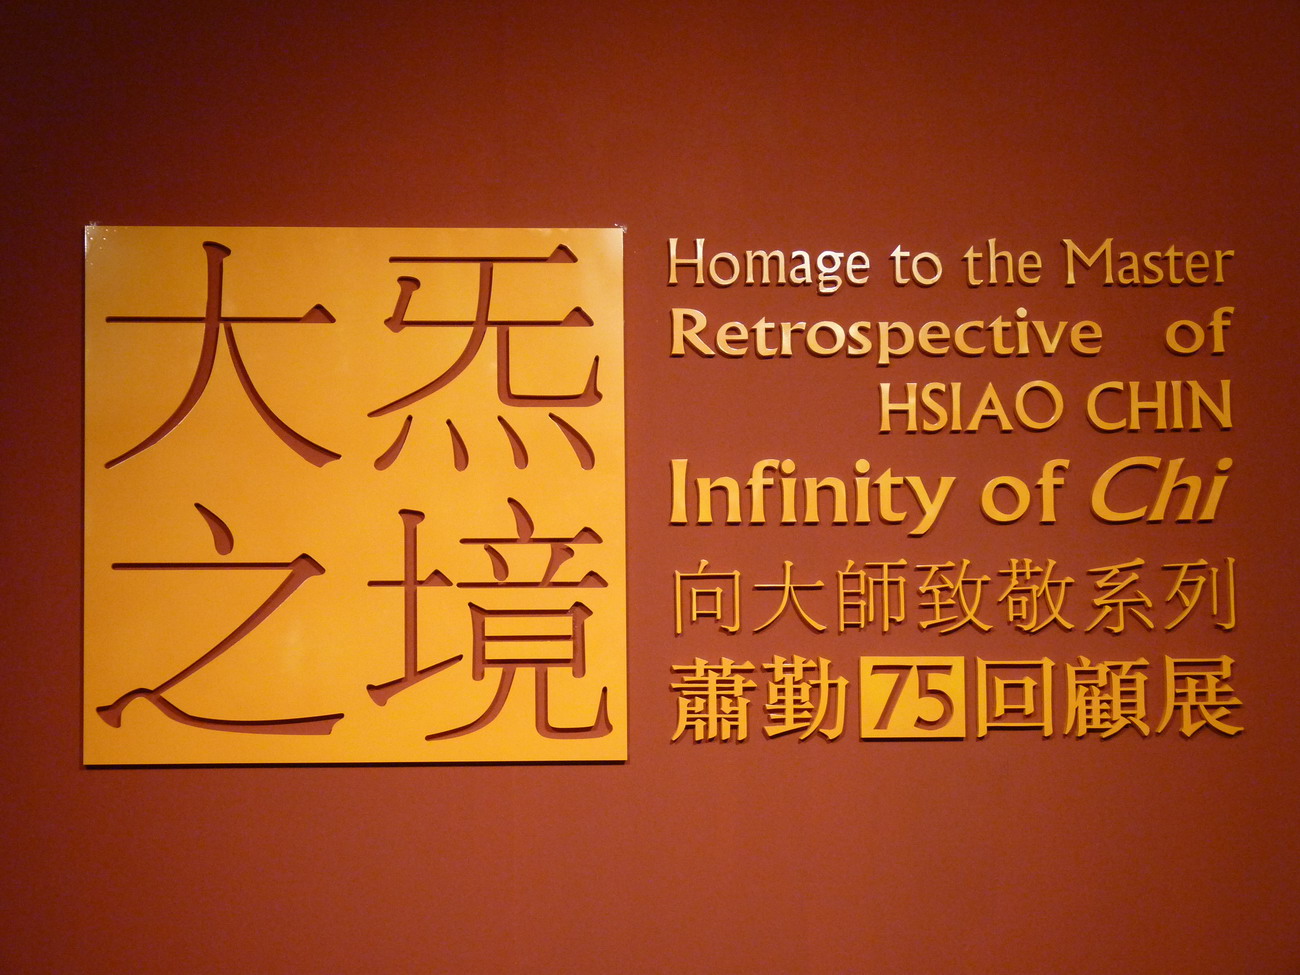 大炁
之境
Homage to the Master
Retrospective of
HSIAO CHIN
Infinity of Chi
向大師致敬系列
蕭勤75回顧展